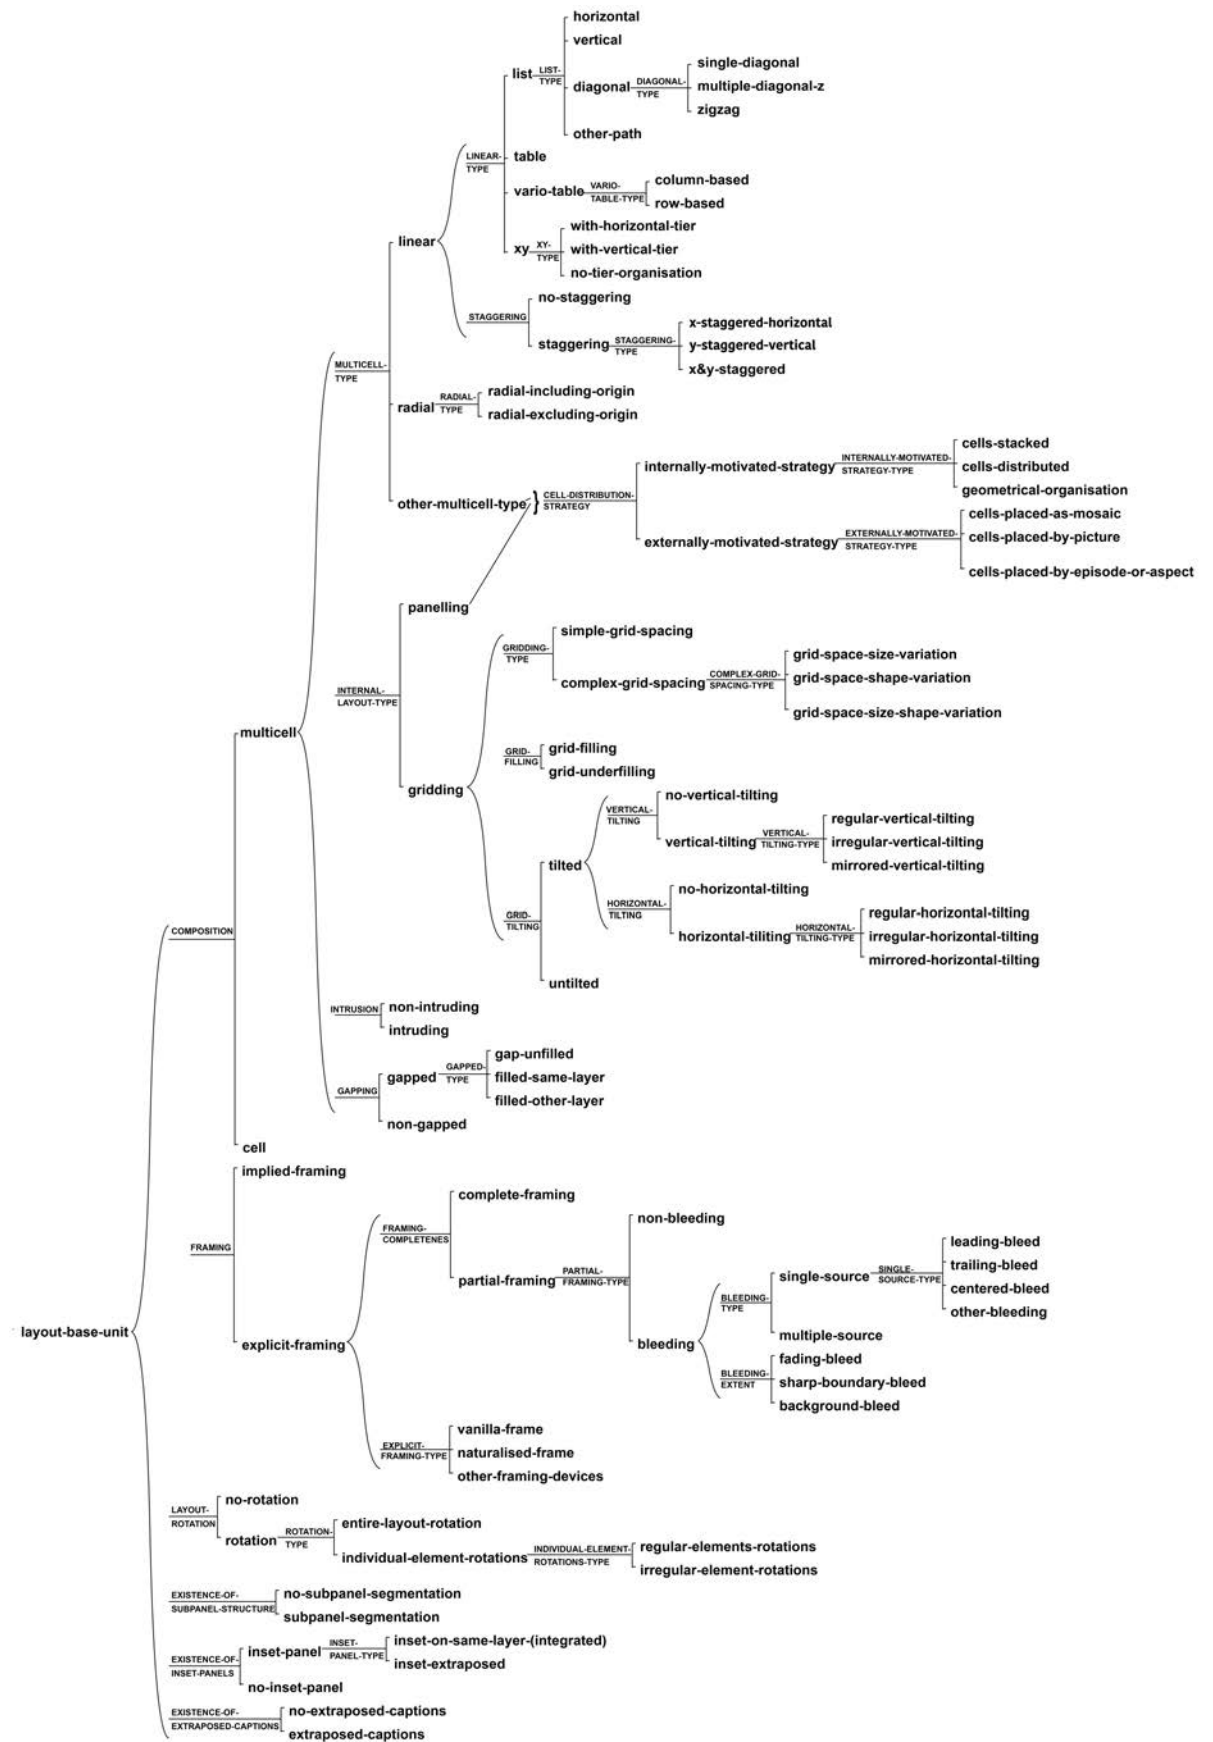 horizontal
vertical
single-diagonal
list LIST-
TYPE
diagonal DIAGONAL-
TYPE
multiple-diagonal-z
zigzag
other-path
LINEAR-
TYPE
table
vario-table VARIO-
TABLE-TYPE
column-based
row-based
with-horizontal-tier
linear
xy XY-
TYPE
with-vertical-tier
no-tier-organisation
no-staggering
STAGGERING
x-staggered-horizontal
staggering STAGGERING-
TYPE
y-staggered-vertical
x&y-staggered
MULTICELL-
TYPE
radial RADIAL-
TYPE
radial-including-origin
radial-excluding-origin
cells-stacked
internally-motivated-strategy INTERNALLY-MOTIVATED-
STRATEGY-TYPE
cells-distributed
geometrical-organisation
other-multicell-type } CELL-DISTRIBUTION-
STRATEGY
cells-placed-as-mosaic
externally-motivated-strategy EXTERNALLY-MOTIVATED-
STRATEGY-TYPE
cells-placed-by-picture
cells-placed-by-episode-or-aspect
panelling
simple-grid-spacing
GRIDDING-
TYPE
grid-space-size-variation
complex-grid-spacing COMPLEX-GRID-
SPACING-TYPE
grid-space-shape-variation
grid-space-size-shape-variation
INTERNAL-
LAYOUT-TYPE
multicell
GRID-
FILLING
grid-filling
grid-underfilling
gridding
no-vertical-tilting
VERTICAL-
TILTING
regular-vertical-tilting
vertical-tilting VERTICAL-
TILTING-TYPE
irregular-vertical-tilting
mirrored-vertical-tilting
tilted
no-horizontal-tilting
HORIZONTAL-
TILTING
regular-horizontal-tilting
GRID-
TILTING
horizontal-tiliting HORIZONTAL-
TILTING-TYPE
irregular-horizontal-tilting
mirrored-horizontal-tilting
COMPOSITION
untilted
INTRUSION
non-intruding
intruding
gap-unfilled
gapped GAPPED-
TYPE
filled-same-layer
filled-other-layer
GAPPING
non-gapped
cell
implied-framing
complete-framing
FRAMING-
COMPLETENES
non-bleeding
FRAMING
leading-bleed
partial-framing PARTIAL-
FRAMING-TYPE
single-source SINGLE-
SOURCE-TYPE
trailing-bleed
centered-bleed
BLEEDING-
TYPE
other-bleeding
layout-base-unit
explicit-framing
bleeding
multiple-source
fading-bleed
BLEEDING-
EXTENT
sharp-boundary-bleed
background-bleed
vanilla-frame
EXPLICIT-
FRAMING-TYPE
naturalised-frame
other-framing-devices
LAYOUT-
ROTATION
no-rotation
rotation ROTATION-
TYPE
entire-layout-rotation
individual-element-rotations INDIVIDUAL-ELEMENT-
ROTATIONS-TYPE
regular-elements-rotations
irregular-element-rotations
EXISTENCE-OF-
SUBPANEL-STRUCTURE
no-subpanel-segmentation
subpanel-segmentation
EXISTENCE-OF-
INSET-PANELS
inset-panel INSET-
PANEL-TYPE
inset-on-same-layer-(integrated)
inset-extraposed
no-inset-panel
EXISTENCE-OF-
EXTRAPOSED-CAPTIONS
no-extraposed-captions
extraposed-captions